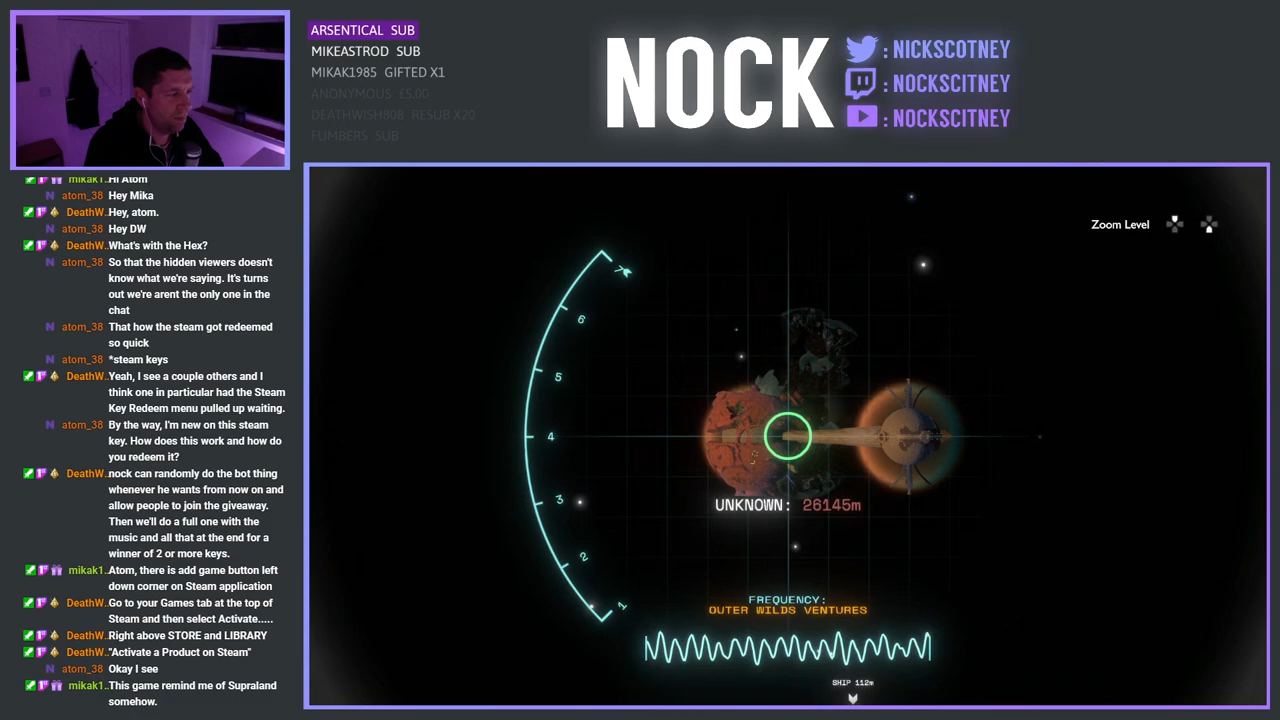 ARSENTICAL SUB
MIKEASTROD SUB
MIKAK1985 GIFTED X1
ANONYMOUS £5.00
DEATHWISH808 RESUB X20
FUMBERS SUB
NOCK
: NICKSCOTNEY
: NOCKSCITNEY
: NOCKSCITNEY
mikak1..Hi Atom
N atom_38 Hey Mika
DeathW..Hey, atom.
N atom_38 Hey DW
DeathW..What's with the Hex?
N atom_38 So that the hidden viewers doesn't
know what we're saying. It's turns
out we're arent the only one in the
chat
N atom_38 That how the steam got redeemed
so quick
N atom_38 *steam keys
DeathW..Yeah, I see a couple others and I
think one in particular had the Steam
Key Redeem menu pulled up waiting.
N atom_38 By the way, I'm new on this steam
key. How does this work and how do
you redeem it?
DeathW..nock can randomly do the bot thing
whenever he wants from now on and
allow people to join the giveaway.
Then we'll do a full one with the
music and all that at the end for a
winner of 2 or more keys.
mikak1..Atom, there is add game button left
down corner on Steam application
DeathW..Go to your Games tab at the top of
Steam and then select Activate.....
DeathW..Right above STORE and LIBRARY
DeathW.."Activate a Product on Steam"
N atom_38 Okay I see
mikak1..This game remind me of Supraland
somehow.
Zoom Level
6
5
4
3
2
1
UNKNOWN: 26145m
FREQUENCY:
OUTER WILDS VENTURES
SHIP 112m